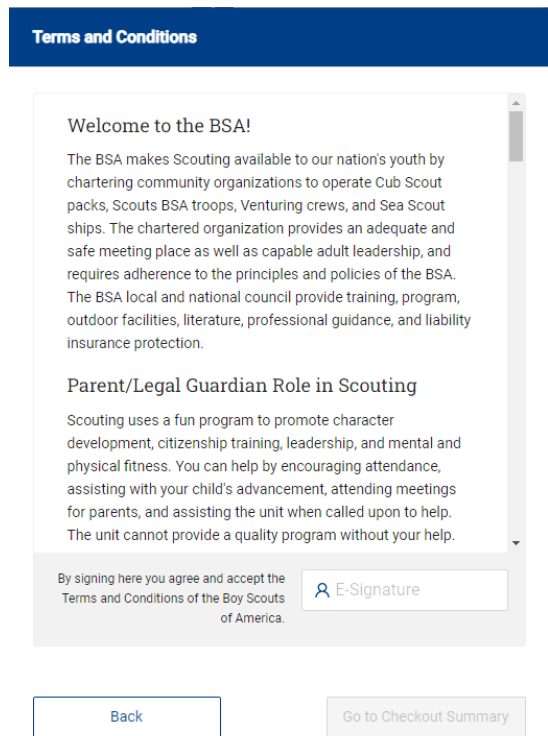 Terms and Conditions
Welcome to the BSA!
The BSA makes Scouting available to our nation's youth by
chartering community organizations to operate Cub Scout
packs, Scouts BSA troops, Venturing crews, and Sea Scout
ships. The chartered organization provides an adequate and
safe meeting place as well as capable adult leadership, and
requires adherence to the principles and policies of the BSA.
The BSA local and national council provide training, program,
outdoor facilities, literature, professional guidance, and liability
insurance protection.
Parent/Legal Guardian Role in Scouting
Scouting uses a fun program to promote character
development, citizenship training, leadership, and mental and
physical fitness. You can help by encouraging attendance,
assisting with your child's advancement, attending meetings
for parents, and assisting the unit when called upon to help.
The unit cannot provide a quality program without your help.
By signing here you agree and accept the
Terms and Conditions of the Boy Scouts
of America.
E-Signature
Back
Go to Checkout Summary